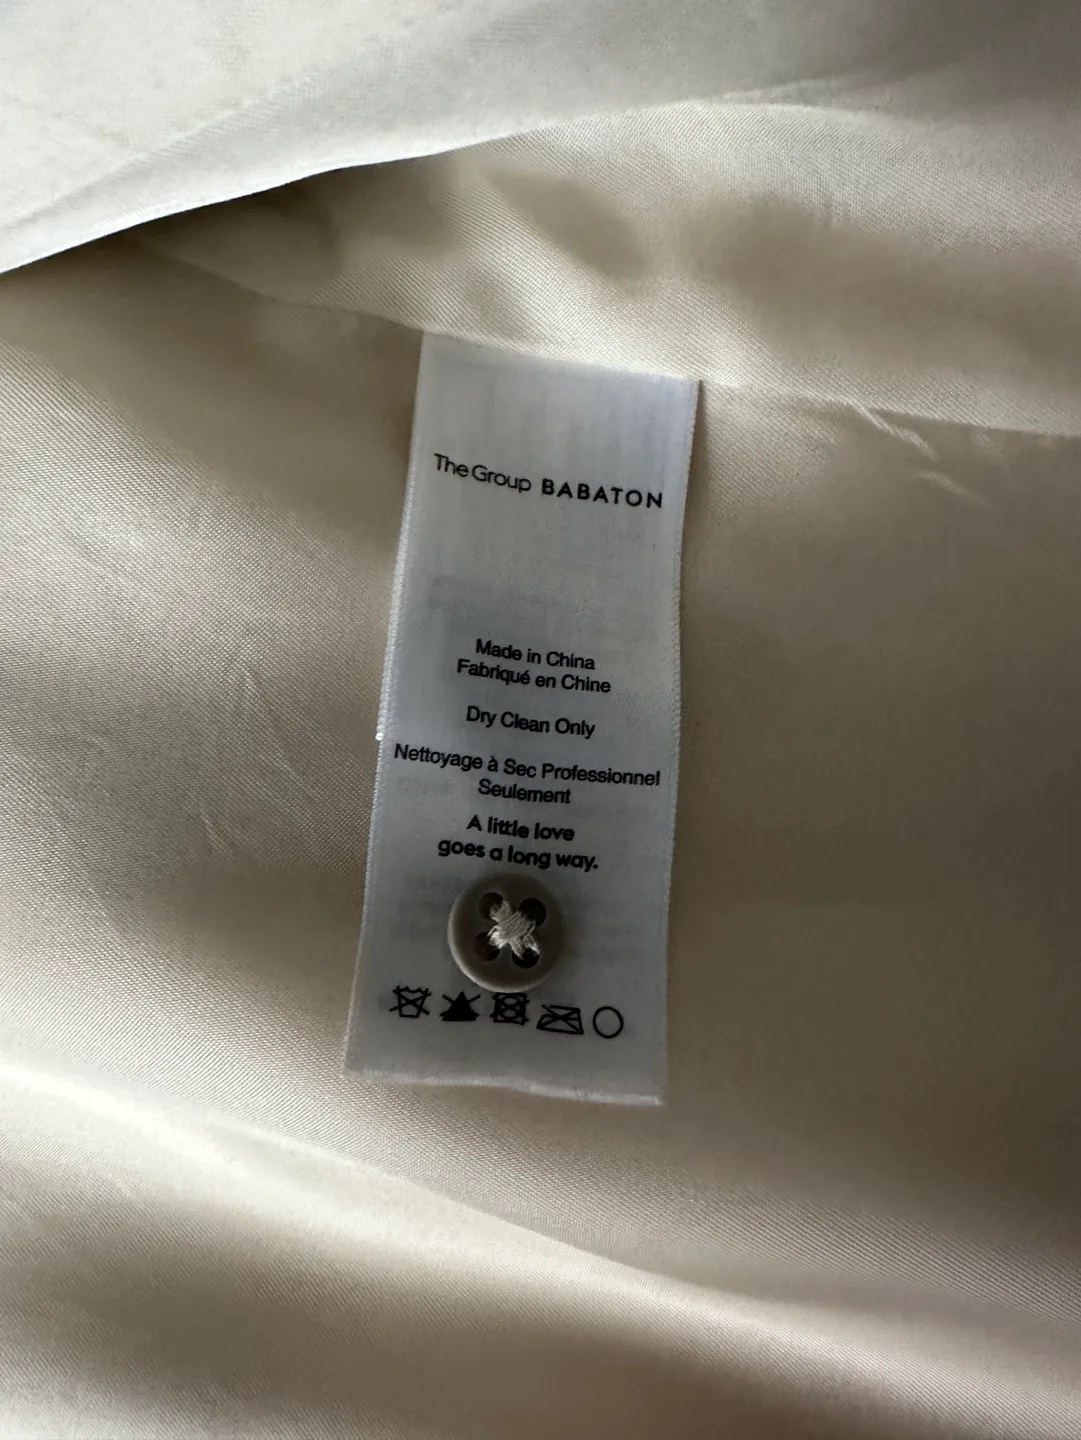 The Group BABATON
Made in China
Fabriqué en Chine
Dry Clean Only
Nettoyage à Sec Professionnel
Seulement
A little love
goes a long way.